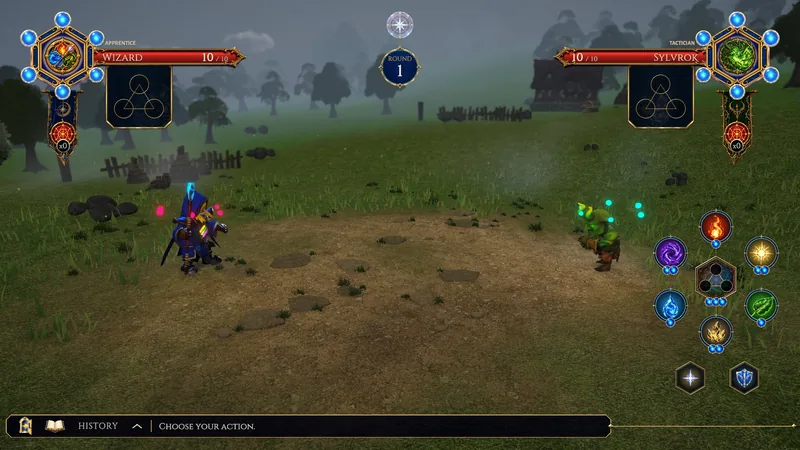 APPRENTICE
WIZARD 10 / 10
ROUND
1
TACTICIAN
10 / 10 SYLVROK
x0
x0
HISTORY
CHOOSE YOUR ACTION.